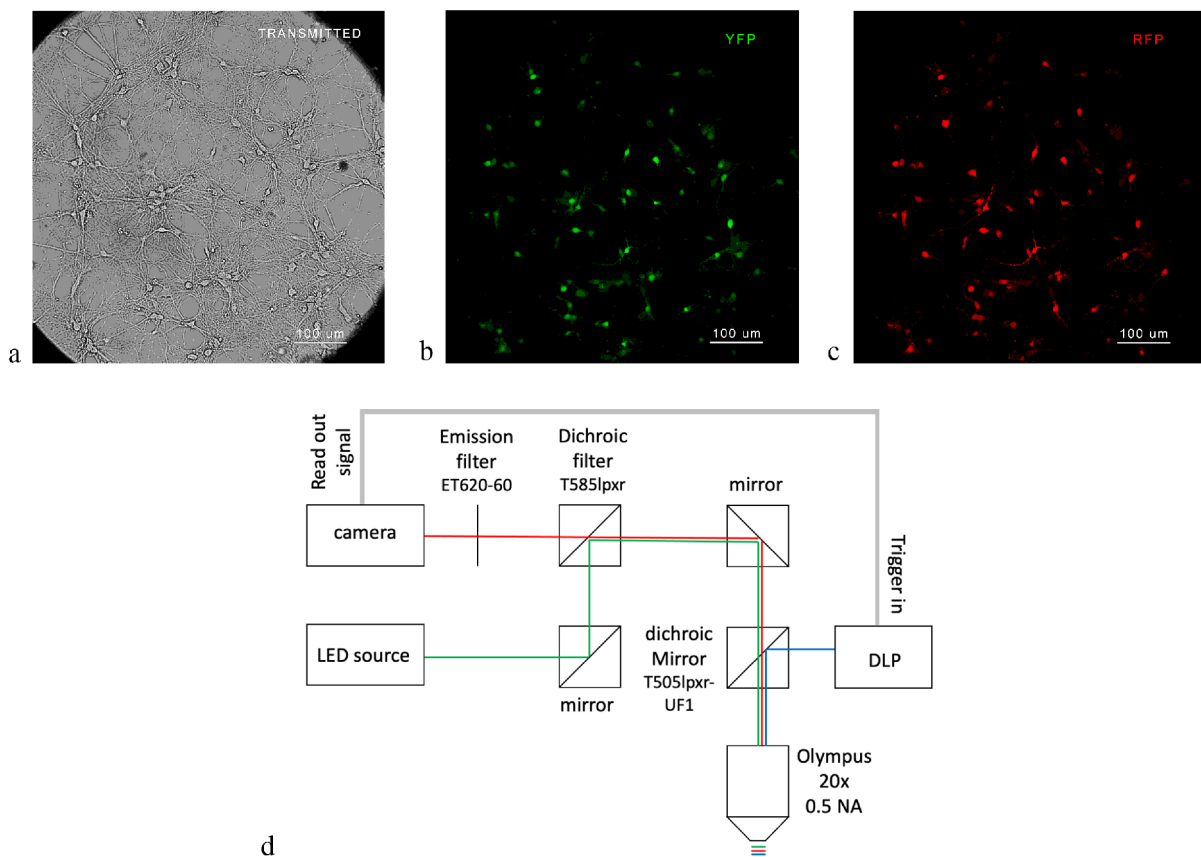 TRANSMITTED
100 um
a
YFP
100 um
b
RFP
100 um
c
Read out
signal
Emission
filter
ET620-60
Dichroic
filter
T585lpxr
mirror
camera
Trigger in
LED source
mirror
dichroic
Mirror
T505lpxr-
UF1
DLP
Olympus
20x
0.5 NA
d